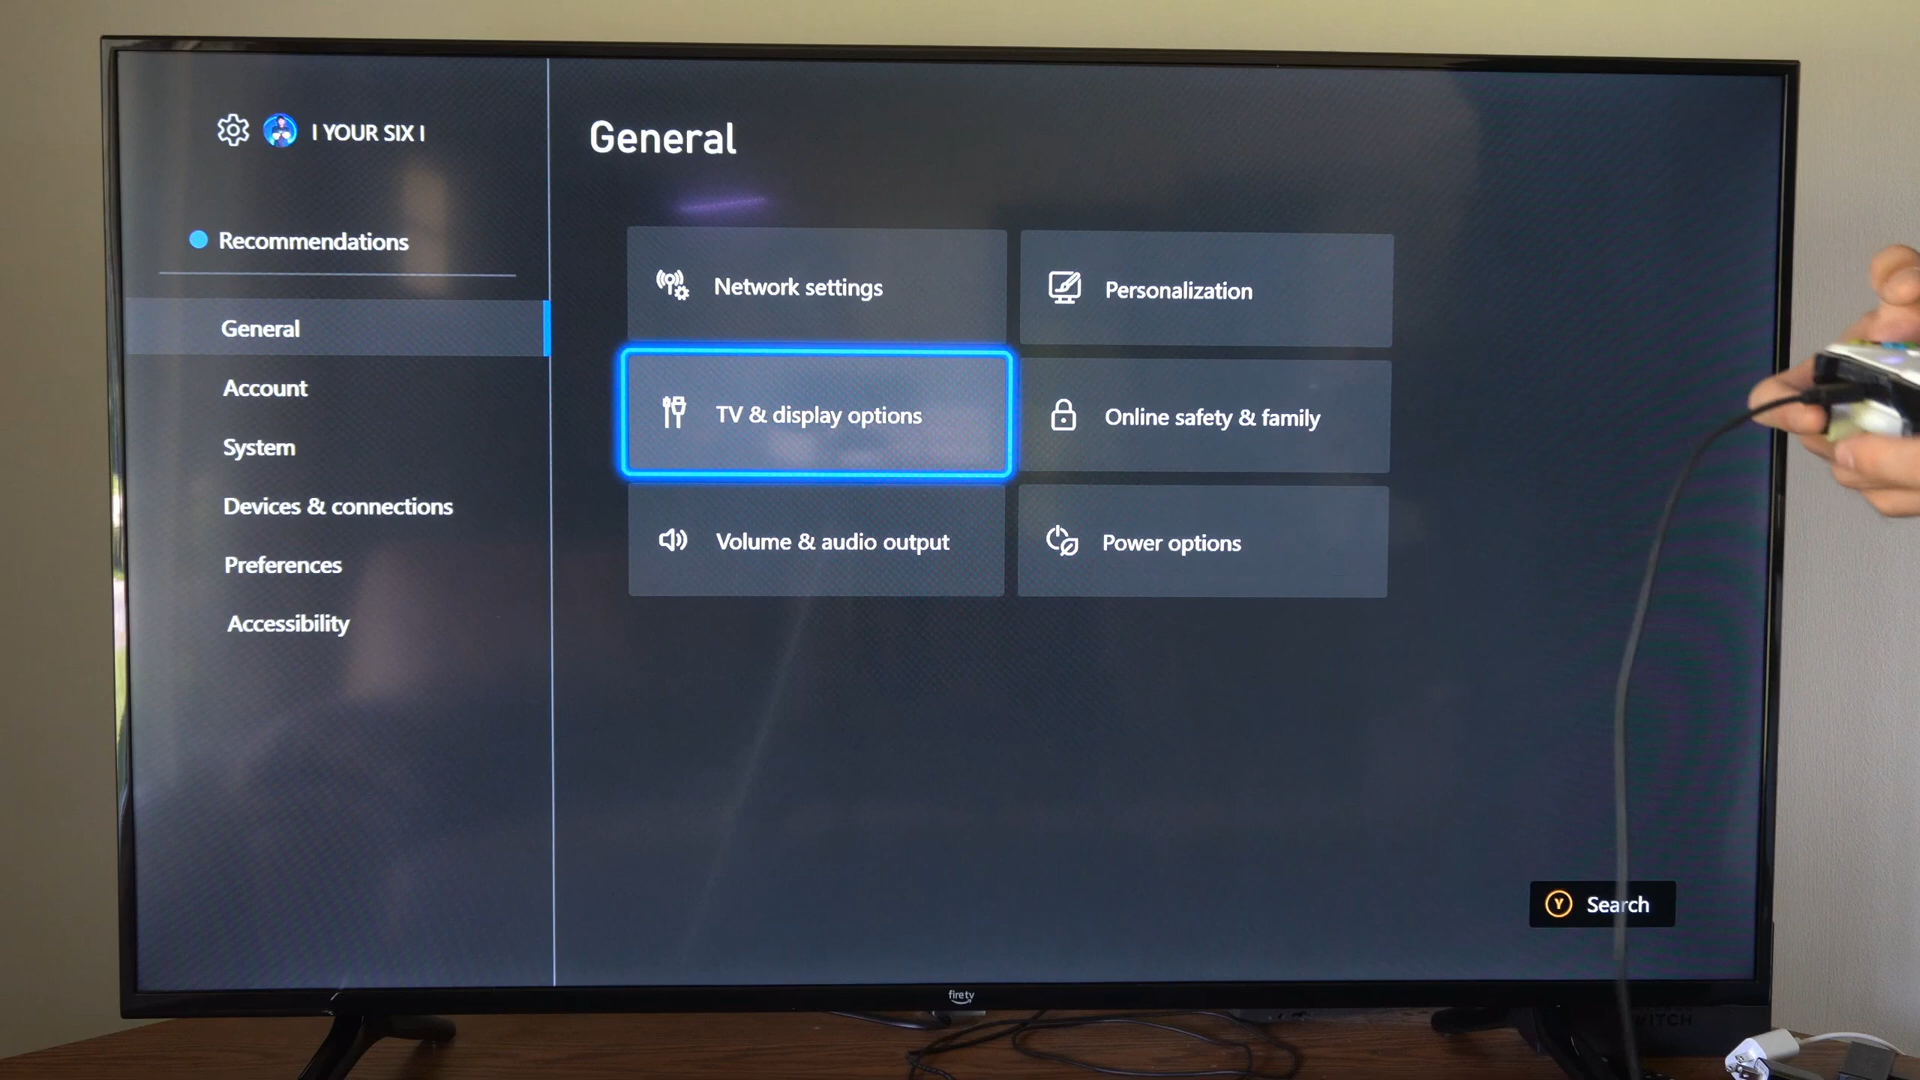 I YOUR SIX I
Recommendations
General
Account
System
Devices & connections
Preferences
Accessibility
General
Network settings
Personalization
TV & display options
Online safety & family
Volume & audio output
Power options
Y Search
firetv